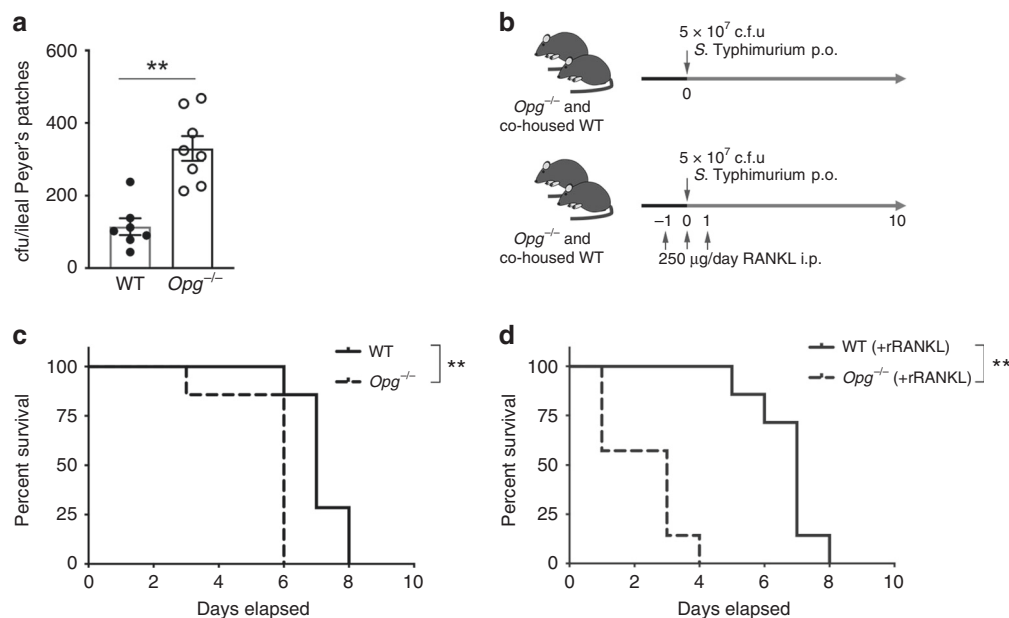 a
600
400
200
0
cfu/ileal Peyer's patches
**
WT
Opg⁻/⁻
b
5 × 10⁷ c.f.u
S. Typhimurium p.o.
0
Opg⁻/⁻ and
co-housed WT
5 × 10⁷ c.f.u
S. Typhimurium p.o.
–1 0 1 10
250 µg/day RANKL i.p.
Opg⁻/⁻ and
co-housed WT
c
WT
Opg⁻/⁻
**
100
75
50
25
0
Percent survival
0 2 4 6 8 10
Days elapsed
d
WT (+rRANKL)
Opg⁻/⁻ (+rRANKL)
**
100
75
50
25
0
Percent survival
0 2 4 6 8 10
Days elapsed